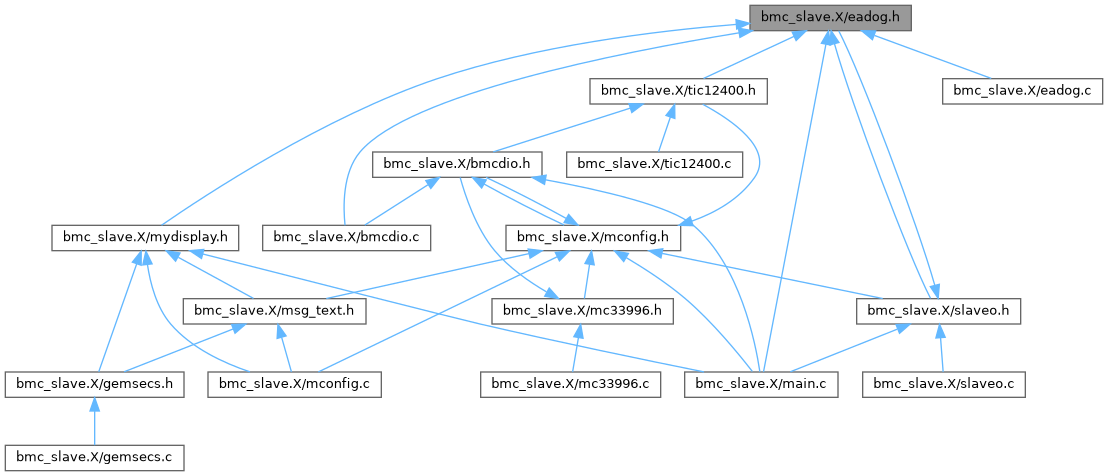 bmc_slave.X/eadog.h
bmc_slave.X/tic12400.h
bmc_slave.X/eadog.c
bmc_slave.X/bmcdio.h
bmc_slave.X/tic12400.c
bmc_slave.X/mydisplay.h
bmc_slave.X/bmcdio.c
bmc_slave.X/mconfig.h
bmc_slave.X/msg_text.h
bmc_slave.X/mc33996.h
bmc_slave.X/slaveo.h
bmc_slave.X/gemsecs.h
bmc_slave.X/mconfig.c
bmc_slave.X/mc33996.c
bmc_slave.X/main.c
bmc_slave.X/slaveo.c
bmc_slave.X/gemsecs.c